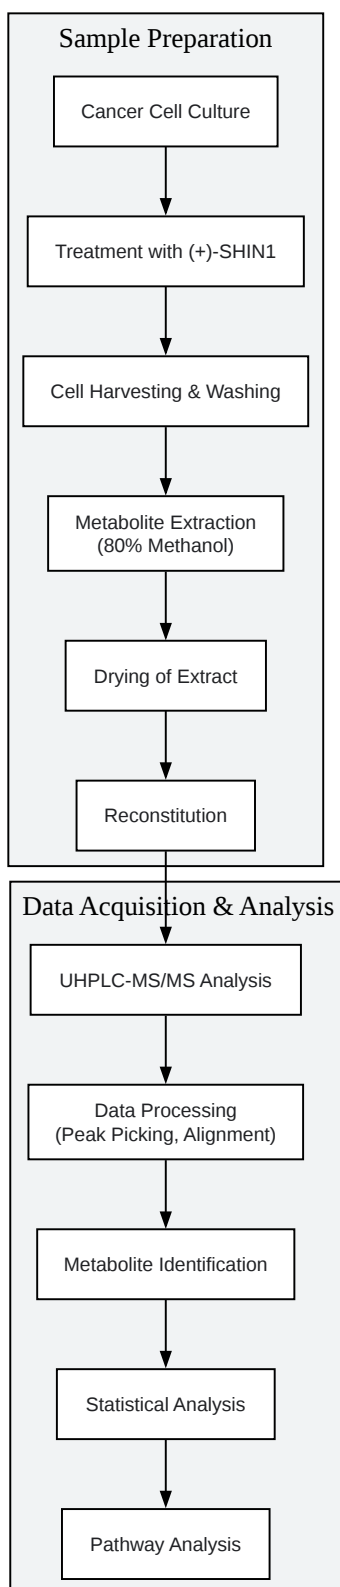 Sample Preparation
Cancer Cell Culture
Treatment with (+)-SHIN1
Cell Harvesting & Washing
Metabolite Extraction
(80% Methanol)
Drying of Extract
Reconstitution
Data Acquisition & Analysis
UHPLC-MS/MS Analysis
Data Processing
(Peak Picking, Alignment)
Metabolite Identification
Statistical Analysis
Pathway Analysis